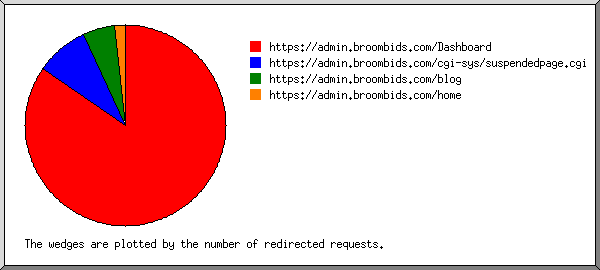 https://admin.broombids.com/Dashboard
https://admin.broombids.com/cgi-sys/suspendedpage.cgi
https://admin.broombids.com/blog
https://admin.broombids.com/home
The wedges are plotted by the number of redirected requests.